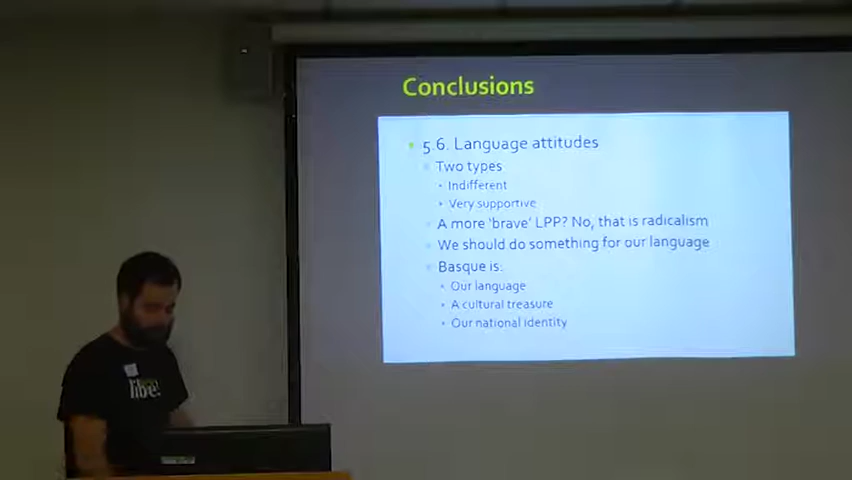 Conclusions
5.6. Language attitudes
Two types
Indifferent
Very supportive
A more ‘brave’ LPP? No, that is radicalism
We should do something for our language
Basque is:
Our language
A cultural treasure
Our national identity